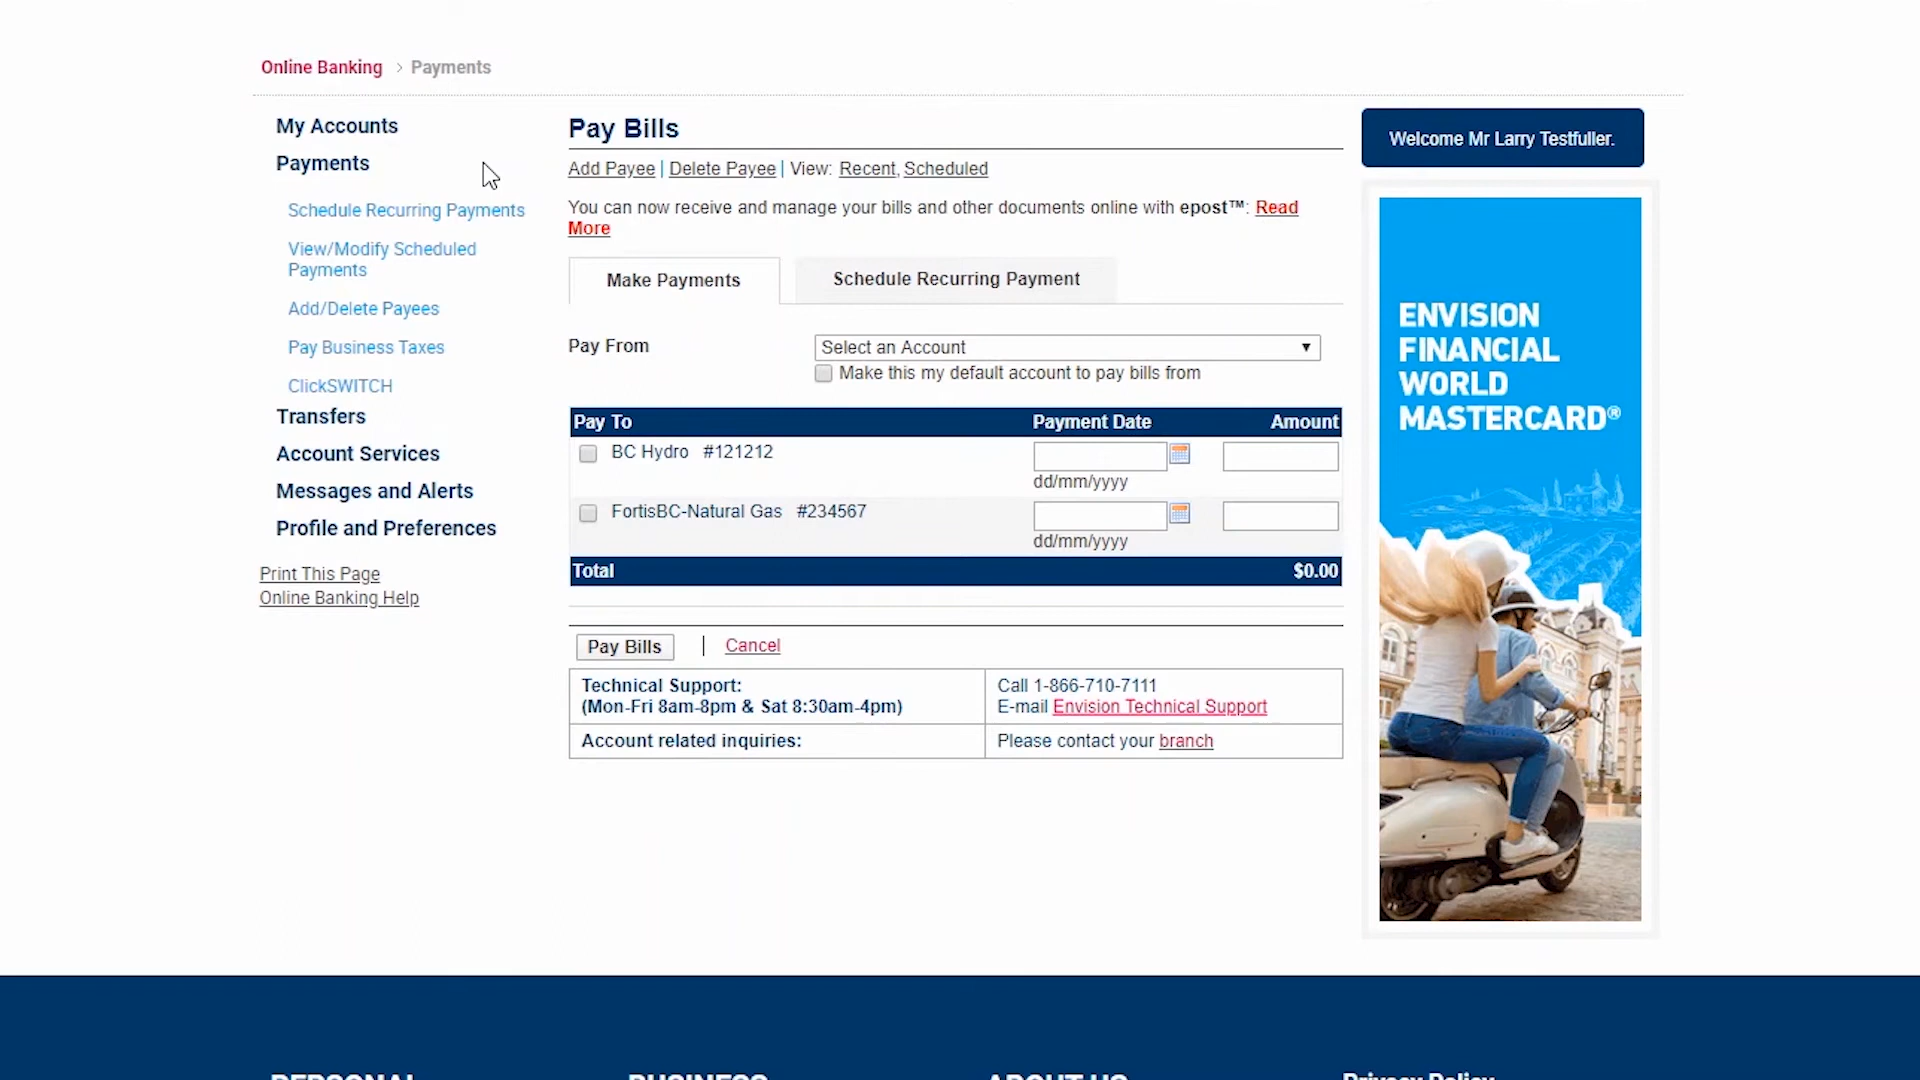 Online Banking > Payments
My Accounts
Payments
Schedule Recurring Payments
View/Modify Scheduled
Payments
Add/Delete Payees
Pay Business Taxes
ClickSWITCH
Transfers
Account Services
Messages and Alerts
Profile and Preferences
Print This Page
Online Banking Help
Pay Bills
Add Payee | Delete Payee | View: Recent, Scheduled
You can now receive and manage your bills and other documents online with epost™: Read
More
Make Payments
Schedule Recurring Payment
Pay From
Select an Account
Make this my default account to pay bills from
Pay To Payment Date Amount
BC Hydro #121212
dd/mm/yyyy
FortisBC-Natural Gas #234567
dd/mm/yyyy
Total $0.00
Pay Bills | Cancel
Technical Support:
(Mon-Fri 8am-8pm & Sat 8:30am-4pm)
Call 1-866-710-7111
E-mail Envision Technical Support
Account related inquiries:
Please contact your branch
Welcome Mr Larry Testfuller.
ENVISION
FINANCIAL
WORLD
MASTERCARD®
PERSONAL
BUSINESS
ABOUT US
Privacy Policy